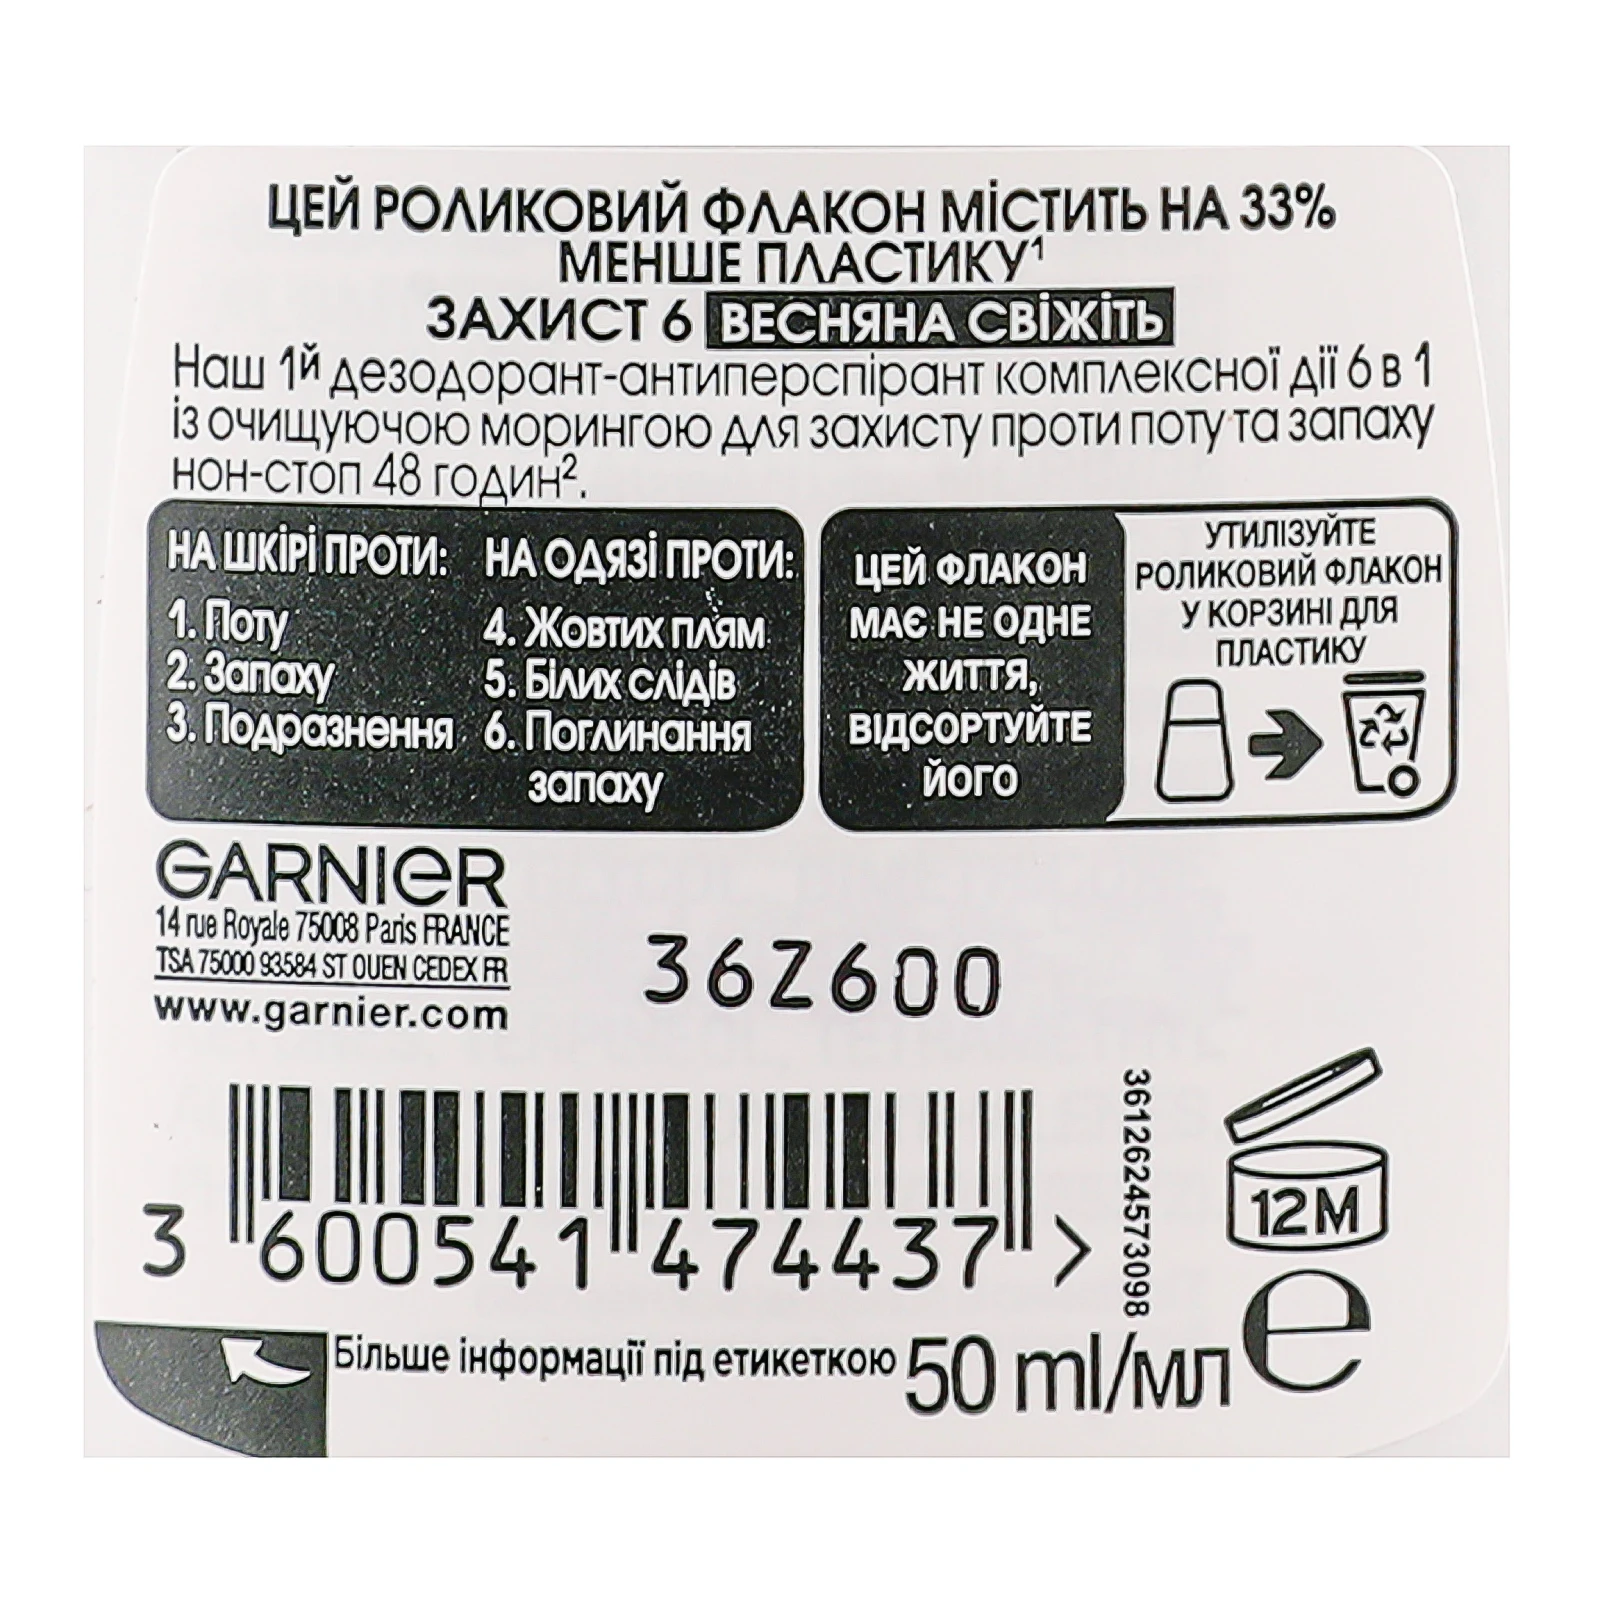 ЦЕЙ РОЛИКОВИЙ ФЛАКОН МІСТИТЬ НА 33%
МЕНШЕ ПЛАСТИКУ¹
ЗАХИСТ 6 ВЕСНЯНА СВІЖІТЬ
Наш 1й дезодорант-антиперспірант комплексної дії 6 в 1
із очищуючою морингою для захисту проти поту та запаху
нон-стоп 48 годин².
НА ШКІРІ ПРОТИ:
1. Поту
2. Запаху
3. Подразнення
НА ОДЯЗІ ПРОТИ:
4. Жовтих плям
5. Білих слідів
6. Поглинання
запаху
ЦЕЙ ФЛАКОН
МАЄ НЕ ОДНЕ
ЖИТТЯ,
ВІДСОРТУЙТЕ
ЙОГО
УТИЛІЗУЙТЕ
РОЛИКОВИЙ ФЛАКОН
У КОРЗИНІ ДЛЯ
ПЛАСТИКУ
GARNIER
14 rue Royale 75008 Paris FRANCE
TSA 75000 93584 ST OUEN CEDEX FR
www.garnier.com
36Z600
3 600541 474437 >
3612624573098
12M
Більше інформації під етикеткою
50 ml/мл e